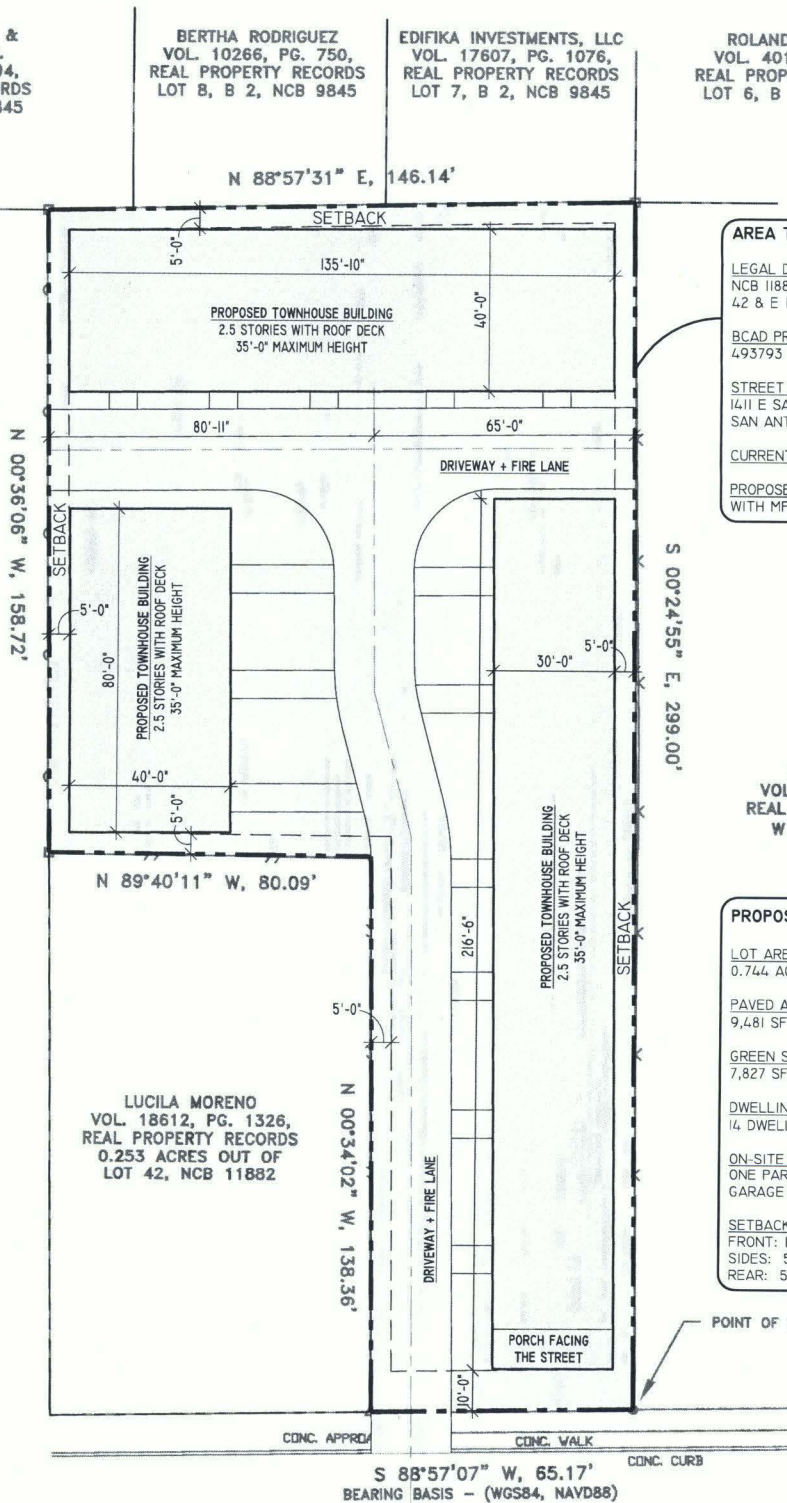 &
94,
RDS
345
BERTHA RODRIGUEZ
VOL. 10266, PG. 750,
REAL PROPERTY RECORDS
LOT 8, B 2, NCB 9845
EDIFIKA INVESTMENTS, LLC
VOL. 17607, PG. 1076,
REAL PROPERTY RECORDS
LOT 7, B 2, NCB 9845
ROLAND
VOL. 401
REAL PROP
LOT 6, B
N 88°57'31" E, 146.14'
SETBACK
5'-0"
135'-10"
40'-0"
PROPOSED TOWNHOUSE BUILDING
2.5 STORIES WITH ROOF DECK
35'-0" MAXIMUM HEIGHT
80'-11"
65'-0"
DRIVEWAY + FIRE LANE
AREA T
LEGAL D
NCB 1188
42 & E
BCAD PR
493793
STREET
1411 E SA
SAN ANT
CURRENT
PROPOSE
WITH MF
N 00°36'06" W, 158.72'
SETBACK
5'-0"
80'-0"
PROPOSED TOWNHOUSE BUILDING
2.5 STORIES WITH ROOF DECK
35'-0" MAXIMUM HEIGHT
40'-0"
5'-0"
30'-0"
5'-0"
S 00°24'55" E, 299.00'
N 89°40'11" W, 80.09'
216'-6"
PROPOSED TOWNHOUSE BUILDING
2.5 STORIES WITH ROOF DECK
35'-0" MAXIMUM HEIGHT
SETBACK
VOL
REAL
W
5'-0"
LUCILA MORENO
VOL. 18612, PG. 1326,
REAL PROPERTY RECORDS
0.253 ACRES OUT OF
LOT 42, NCB 11882
N 00°34'02" W, 138.36'
DRIVEWAY + FIRE LANE
PROPOS
LOT ARE
0.744 AC
PAVED A
9,481 SF
GREEN S
7,827 SF
DWELLIN
14 DWELL
ON-SITE
ONE PAR
GARAGE
SETBACK
FRONT:
SIDES: 5
REAR: 5
PORCH FACING
THE STREET
10'-0"
POINT OF
CONC. APPROA
CONC. WALK
CONC. CURB
S 88°57'07" W, 65.17'
BEARING BASIS - (WGS84, NAVD88)